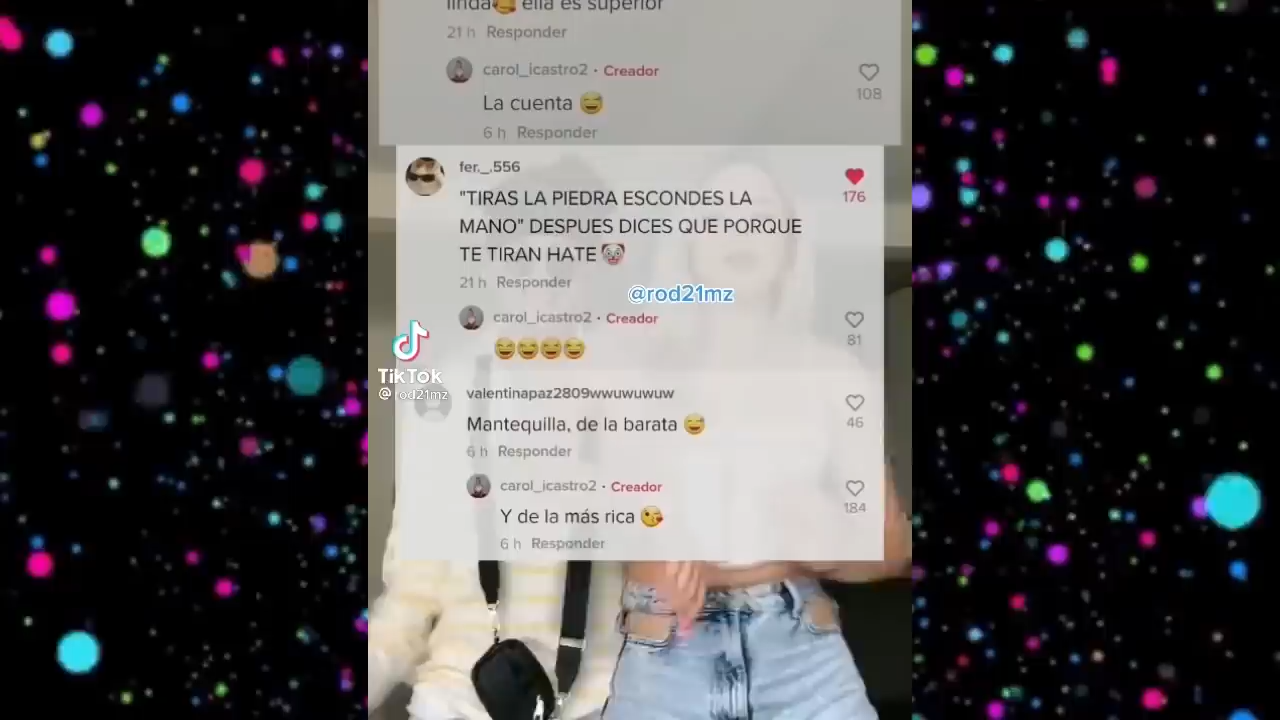 linda🥰 ella es superior
21 h Responder
carol_icastro2 · Creador
108
La cuenta 😅
6 h Responder
fer._.556
"TIRAS LA PIEDRA ESCONDES LA
176
MANO" DESPUES DICES QUE PORQUE
TE TIRAN HATE 🤡
21 h Responder
@rod21mz
carol_icastro2 · Creador
81
😅😅😅😅
TikTok
@rod21mz
valentinapaz2809wwuwuwuw
Mantequilla, de la barata 😅
46
6 h Responder
carol_icastro2 · Creador
184
Y de la más rica 😘
6 h Responder